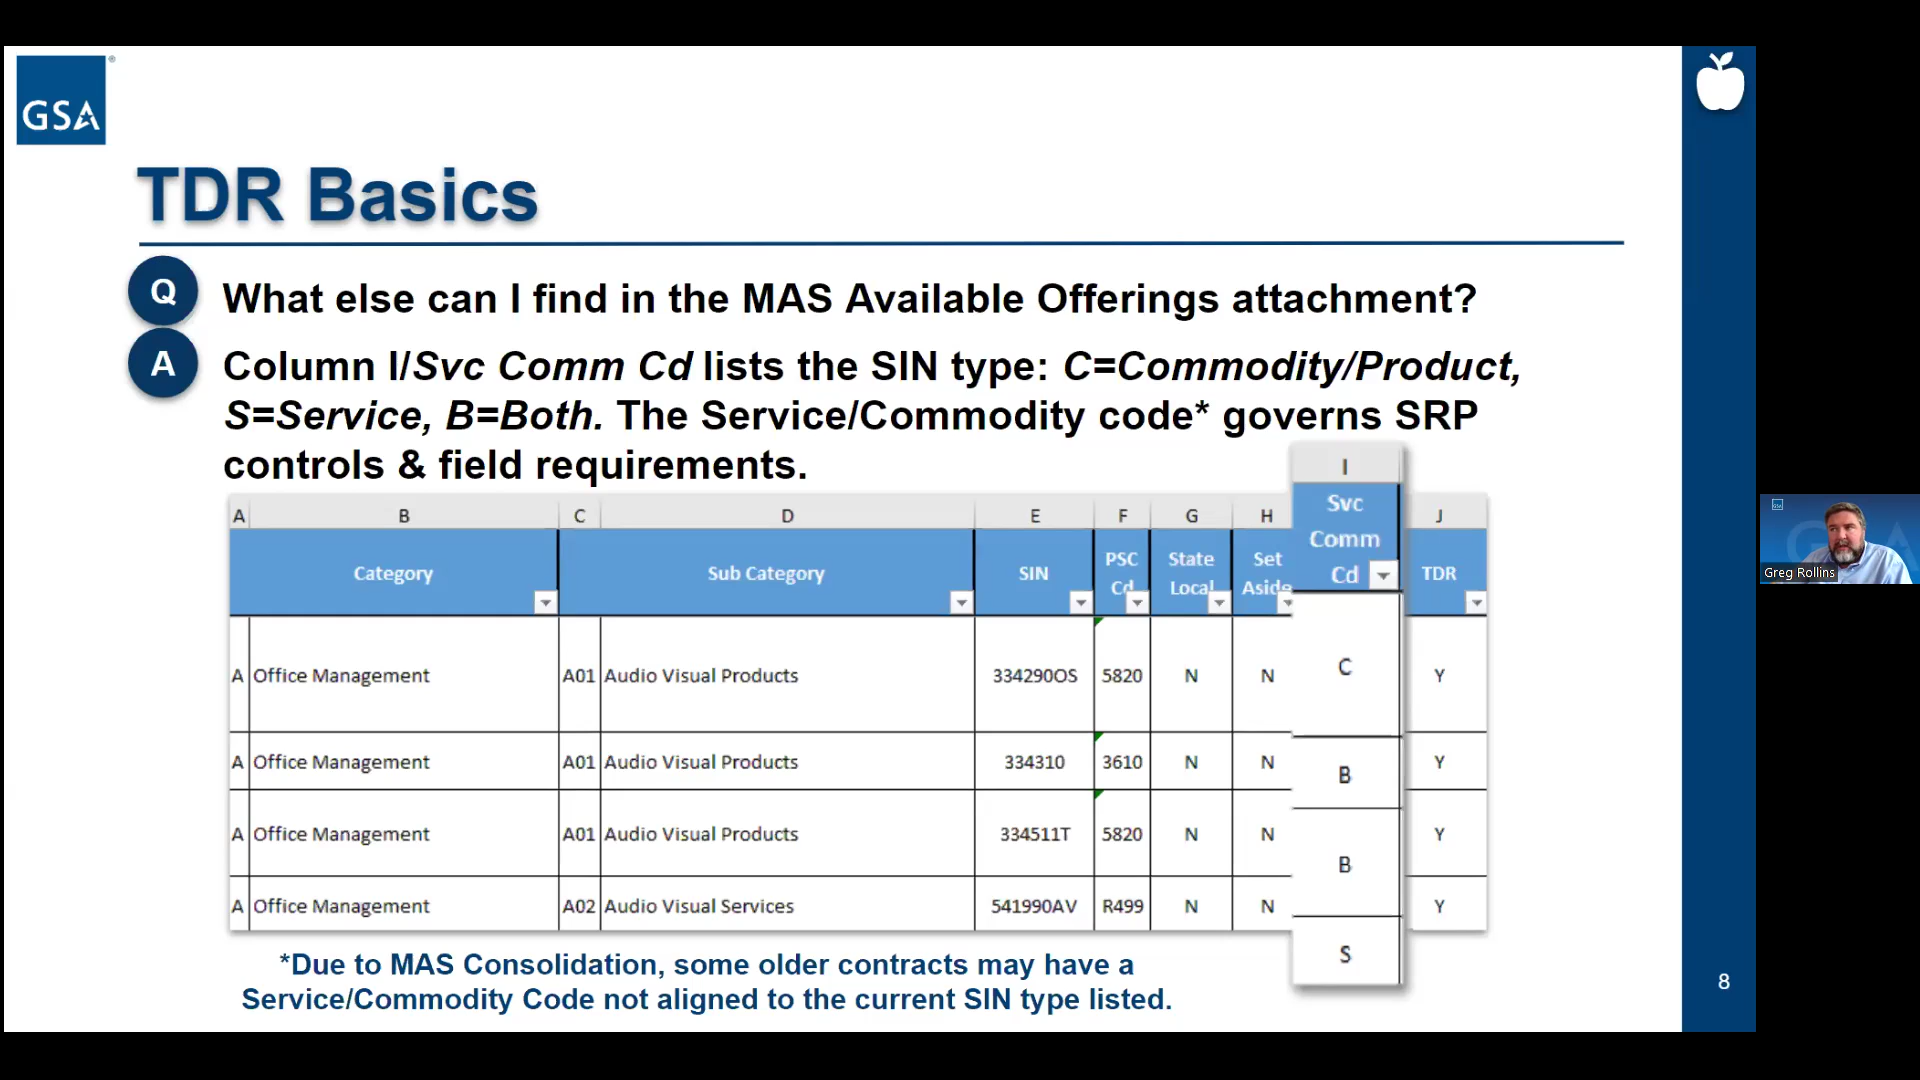 GSA
TDR Basics
Q
What else can I find in the MAS Available Offerings attachment?
A
Column I/Svc Comm Cd lists the SIN type: C=Commodity/Product,
S=Service, B=Both. The Service/Commodity code* governs SRP
controls & field requirements.
A B C D E F G H I J
Category Sub Category SIN PSC Cd State Local Set Aside Svc Comm Cd TDR
A Office Management A01 Audio Visual Products 334290OS 5820 N N C Y
A Office Management A01 Audio Visual Products 334310 3610 N N B Y
A Office Management A01 Audio Visual Products 334511T 5820 N N B Y
A Office Management A02 Audio Visual Services 541990AV R499 N N S Y
*Due to MAS Consolidation, some older contracts may have a
Service/Commodity Code not aligned to the current SIN type listed.
8
Greg Rollins